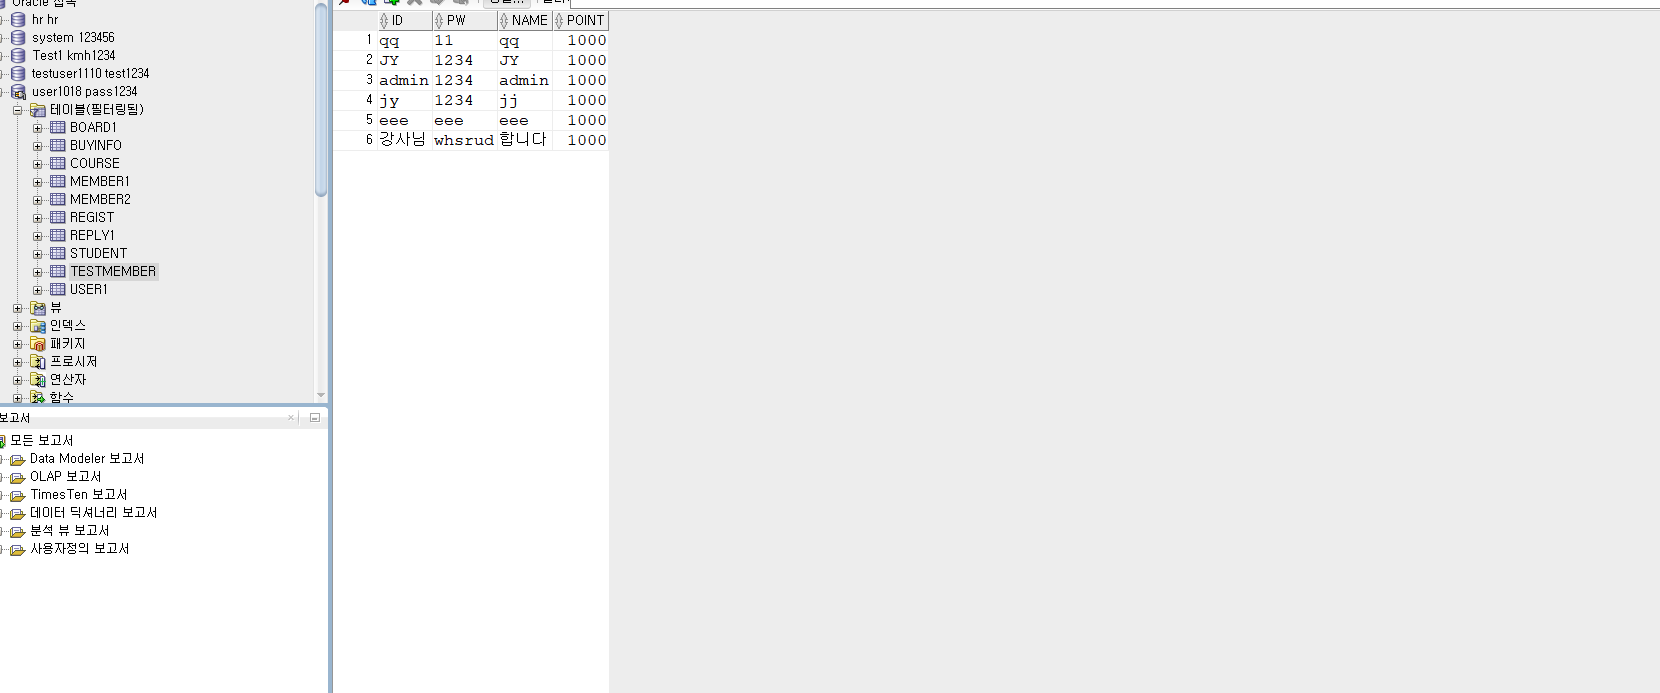 Oracle 접속
hr hr
system 123456
Test1 kmh1234
testuser1110 test1234
user1018 pass1234
테이블(필터링됨)
BOARD1
BUYINFO
COURSE
MEMBER1
MEMBER2
REGIST
REPLY1
STUDENT
TESTMEMBER
USER1
뷰
인덱스
패키지
프로시저
연산자
함수
보고서
모든 보고서
Data Modeler 보고서
OLAP 보고서
TimesTen 보고서
데이터 딕셔너리 보고서
분석 뷰 보고서
사용자정의 보고서
ID PW NAME POINT
1 qq 11 qq 1000
2 JY 1234 JY 1000
3 admin 1234 admin 1000
4 jy 1234 jj 1000
5 eee eee eee 1000
6 강사님 whsrud 합니다 1000